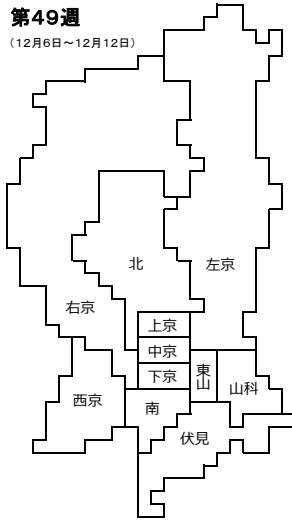 第49週
（12月6日～12月12日）
北
左京
右京
上京
中京
下京
東山
山科
西京
南
伏見